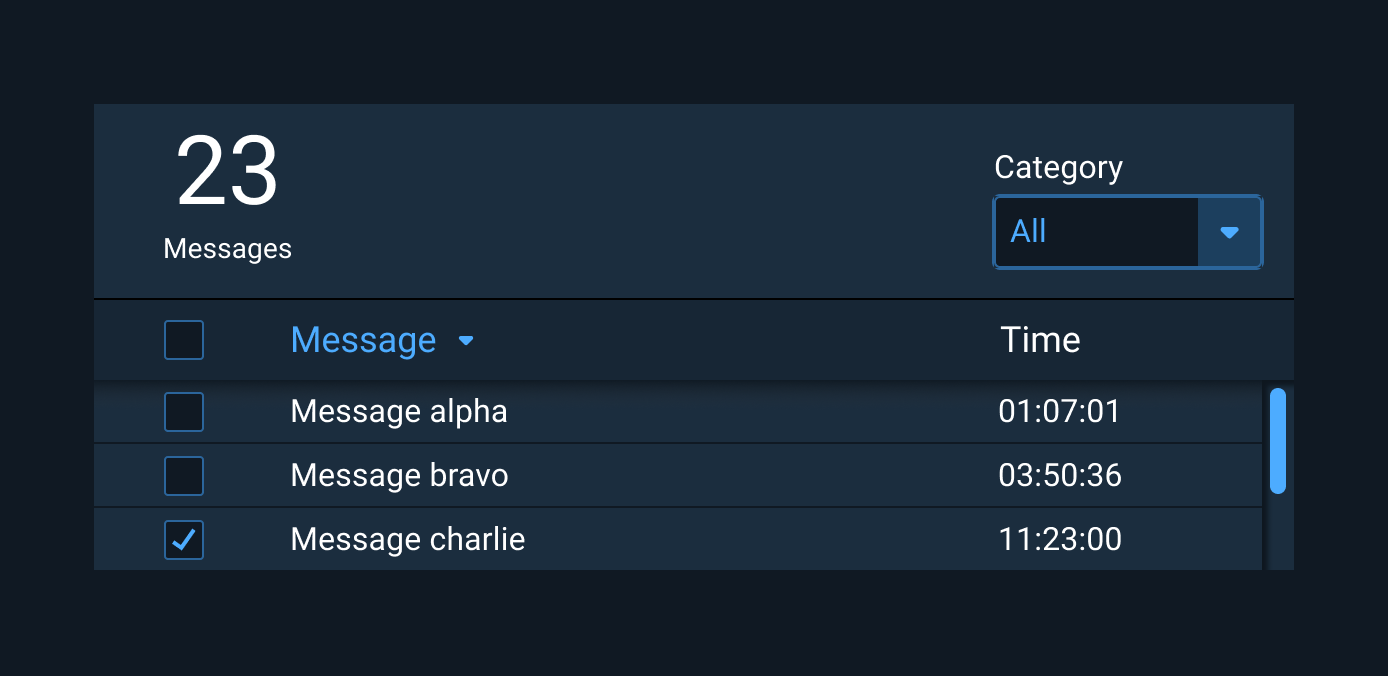 23
Messages
Category
All
Message Time
Message alpha 01:07:01
Message bravo 03:50:36
Message charlie 11:23:00